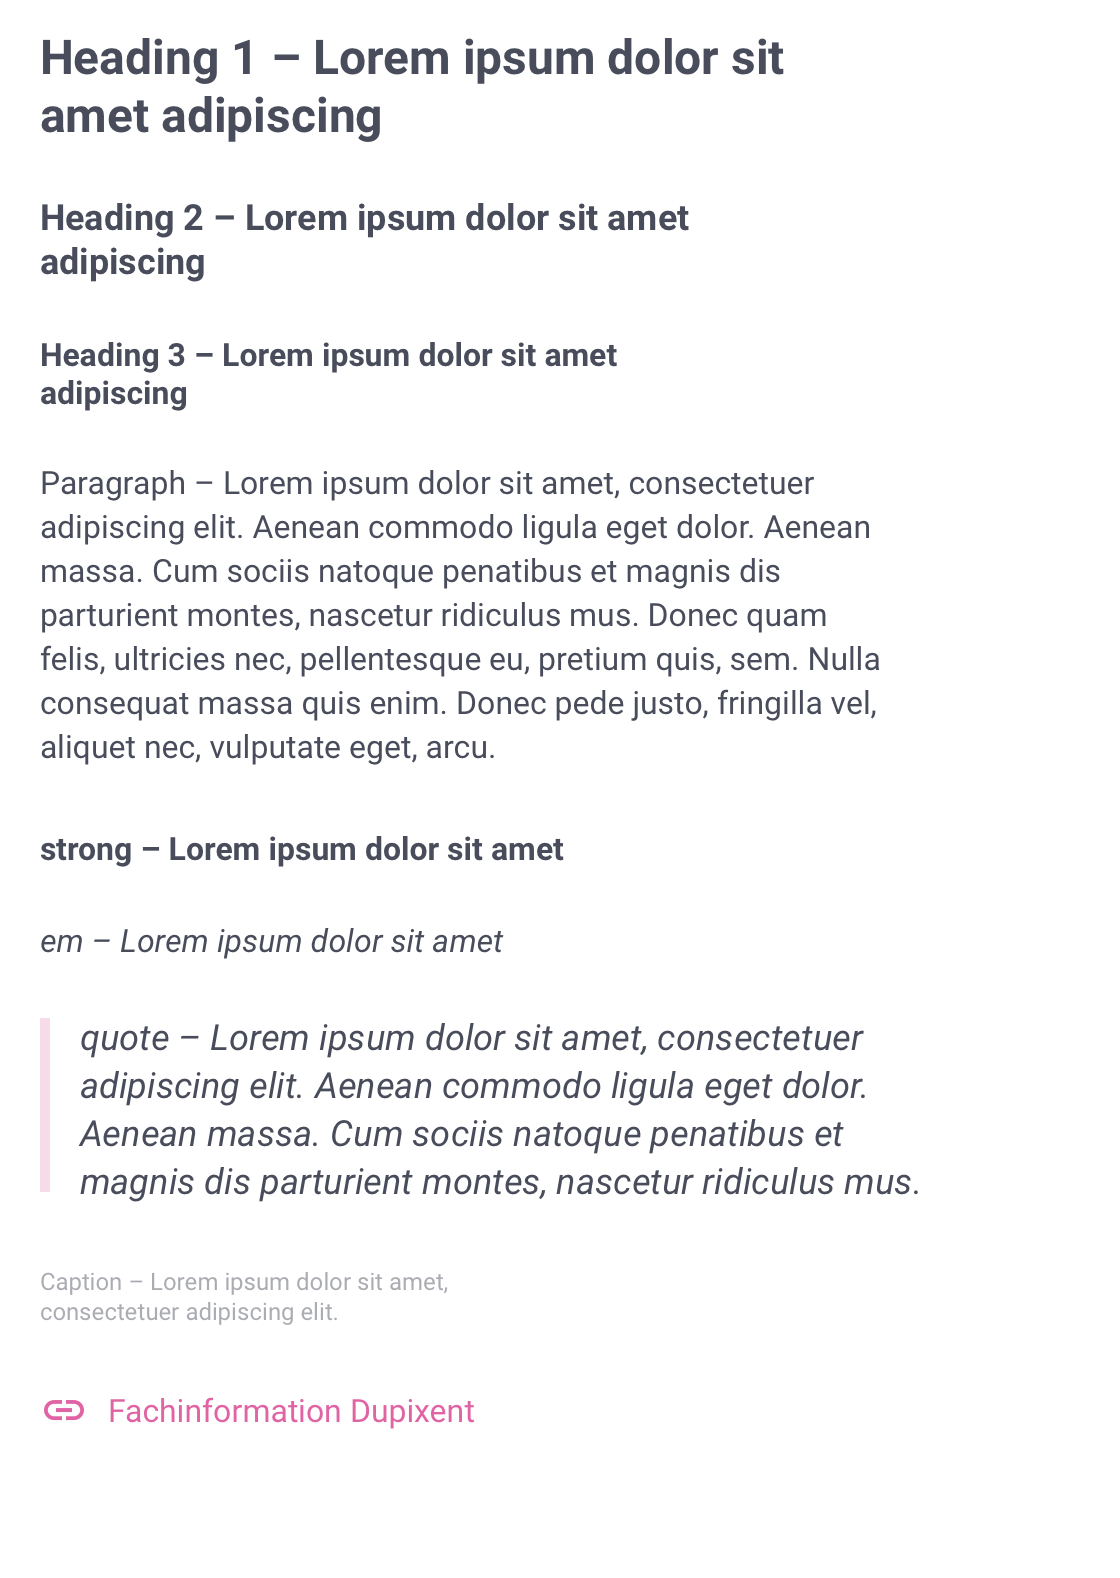 Heading 1 – Lorem ipsum dolor sit
amet adipiscing
Heading 2 – Lorem ipsum dolor sit amet
adipiscing
Heading 3 – Lorem ipsum dolor sit amet
adipiscing
Paragraph – Lorem ipsum dolor sit amet, consectetuer
adipiscing elit. Aenean commodo ligula eget dolor. Aenean
massa. Cum sociis natoque penatibus et magnis dis
parturient montes, nascetur ridiculus mus. Donec quam
felis, ultricies nec, pellentesque eu, pretium quis, sem. Nulla
consequat massa quis enim. Donec pede justo, fringilla vel,
aliquet nec, vulputate eget, arcu.
strong – Lorem ipsum dolor sit amet
em – Lorem ipsum dolor sit amet
quote – Lorem ipsum dolor sit amet, consectetuer
adipiscing elit. Aenean commodo ligula eget dolor.
Aenean massa. Cum sociis natoque penatibus et
magnis dis parturient montes, nascetur ridiculus mus.
Caption – Lorem ipsum dolor sit amet,
consectetuer adipiscing elit.
Fachinformation Dupixent